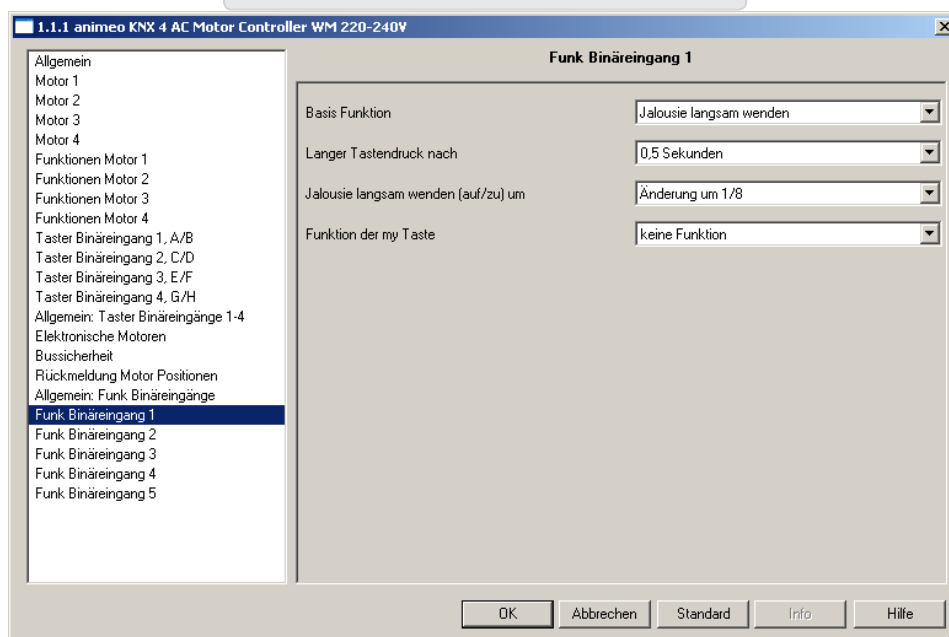 1.1.1 animeo KNX 4 AC Motor Controller WM 220-240V
Allgemein
Motor 1
Motor 2
Motor 3
Motor 4
Funktionen Motor 1
Funktionen Motor 2
Funktionen Motor 3
Funktionen Motor 4
Taster Binäreingang 1, A/B
Taster Binäreingang 2, C/D
Taster Binäreingang 3, E/F
Taster Binäreingang 4, G/H
Allgemein: Taster Binäreingänge 1-4
Elektronische Motoren
Bussicherheit
Rückmeldung Motor Positionen
Allgemein: Funk Binäreingänge
Funk Binäreingang 1
Funk Binäreingang 2
Funk Binäreingang 3
Funk Binäreingang 4
Funk Binäreingang 5
Funk Binäreingang 1
Basis Funktion Jalousie langsam wenden
Langer Tastendruck nach 0,5 Sekunden
Jalousie langsam wenden (auf/zu) um Änderung um 1/8
Funktion der my Taste keine Funktion
OK Abbrechen Standard Info Hilfe